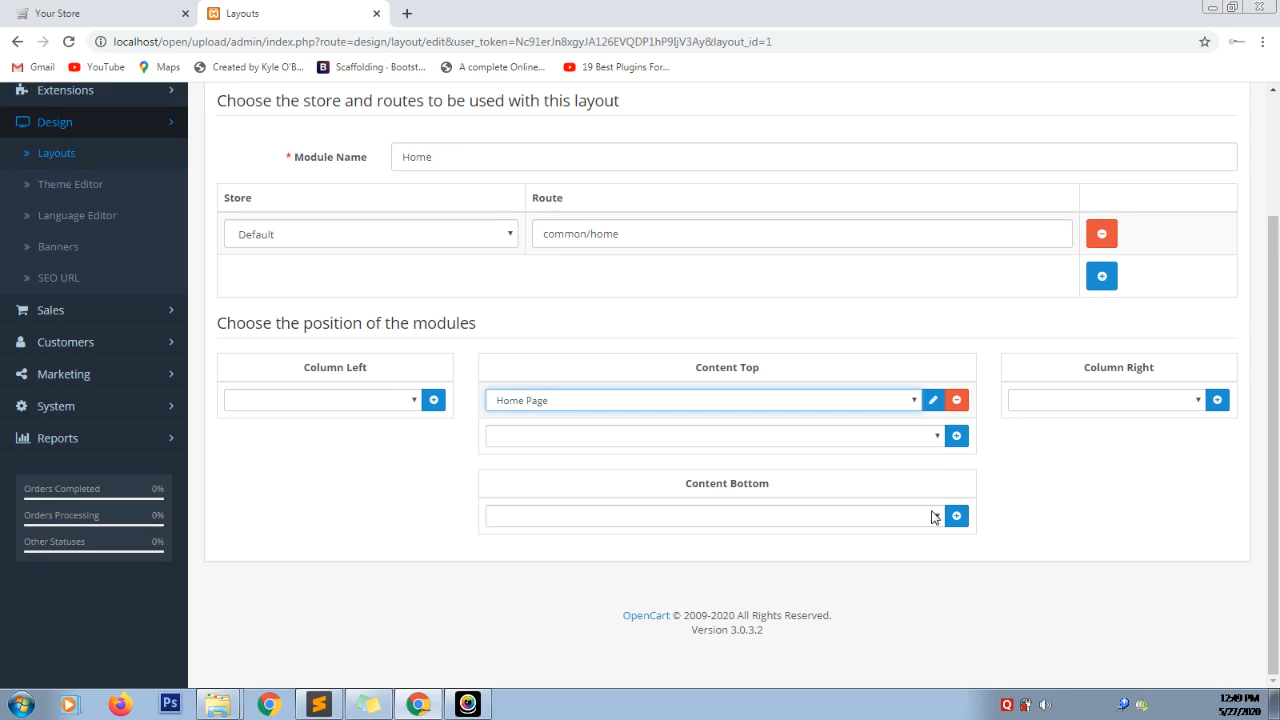 Your Store
Layouts
localhost/open/upload/admin/index.php?route=design/layout/edit&user_token=Nc91erJn8xgyJA126EVQDP1hP9ljV3Ay&layout_id=1
Gmail
YouTube
Maps
Created by Kyle O'B...
B
Scaffolding - Bootst...
A complete Online...
19 Best Plugins For...
Extensions
Design
Layouts
Theme Editor
Language Editor
Banners
SEO URL
Sales
Customers
Marketing
System
Reports
Orders Completed 0%
Orders Processing 0%
Other Statuses 0%
Choose the store and routes to be used with this layout
* Module Name Home
Store Route
Default common/home
Choose the position of the modules
Column Left
Content Top
Home Page
Content Bottom
Column Right
OpenCart © 2009-2020 All Rights Reserved.
Version 3.0.3.2
Ps
12:49 PM
5/27/2020